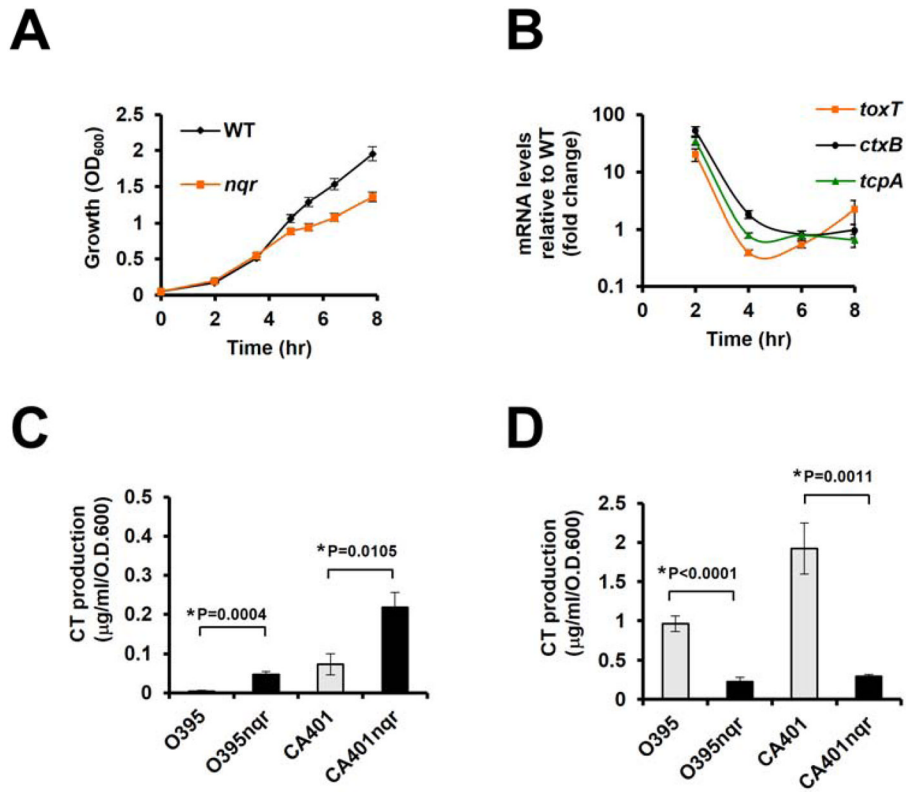 A
Growth (OD600)
2.5
2
1.5
1
0.5
0
WT
nqr
0 2 4 6 8
Time (hr)
B
mRNA levels
relative to WT
(fold change)
100
10
1
0.1
toxT
ctxB
tcpA
0 2 4 6 8
Time (hr)
C
CT production
(µg/ml/O.D.600)
0.5
0.4
0.3
0.2
0.1
0
*P=0.0004
*P=0.0105
O395
O395nqr
CA401
CA401nqr
D
CT production
(µg/ml/O.D.600)
2.5
2
1.5
1
0.5
0
*P<0.0001
*P=0.0011
O395
O395nqr
CA401
CA401nqr